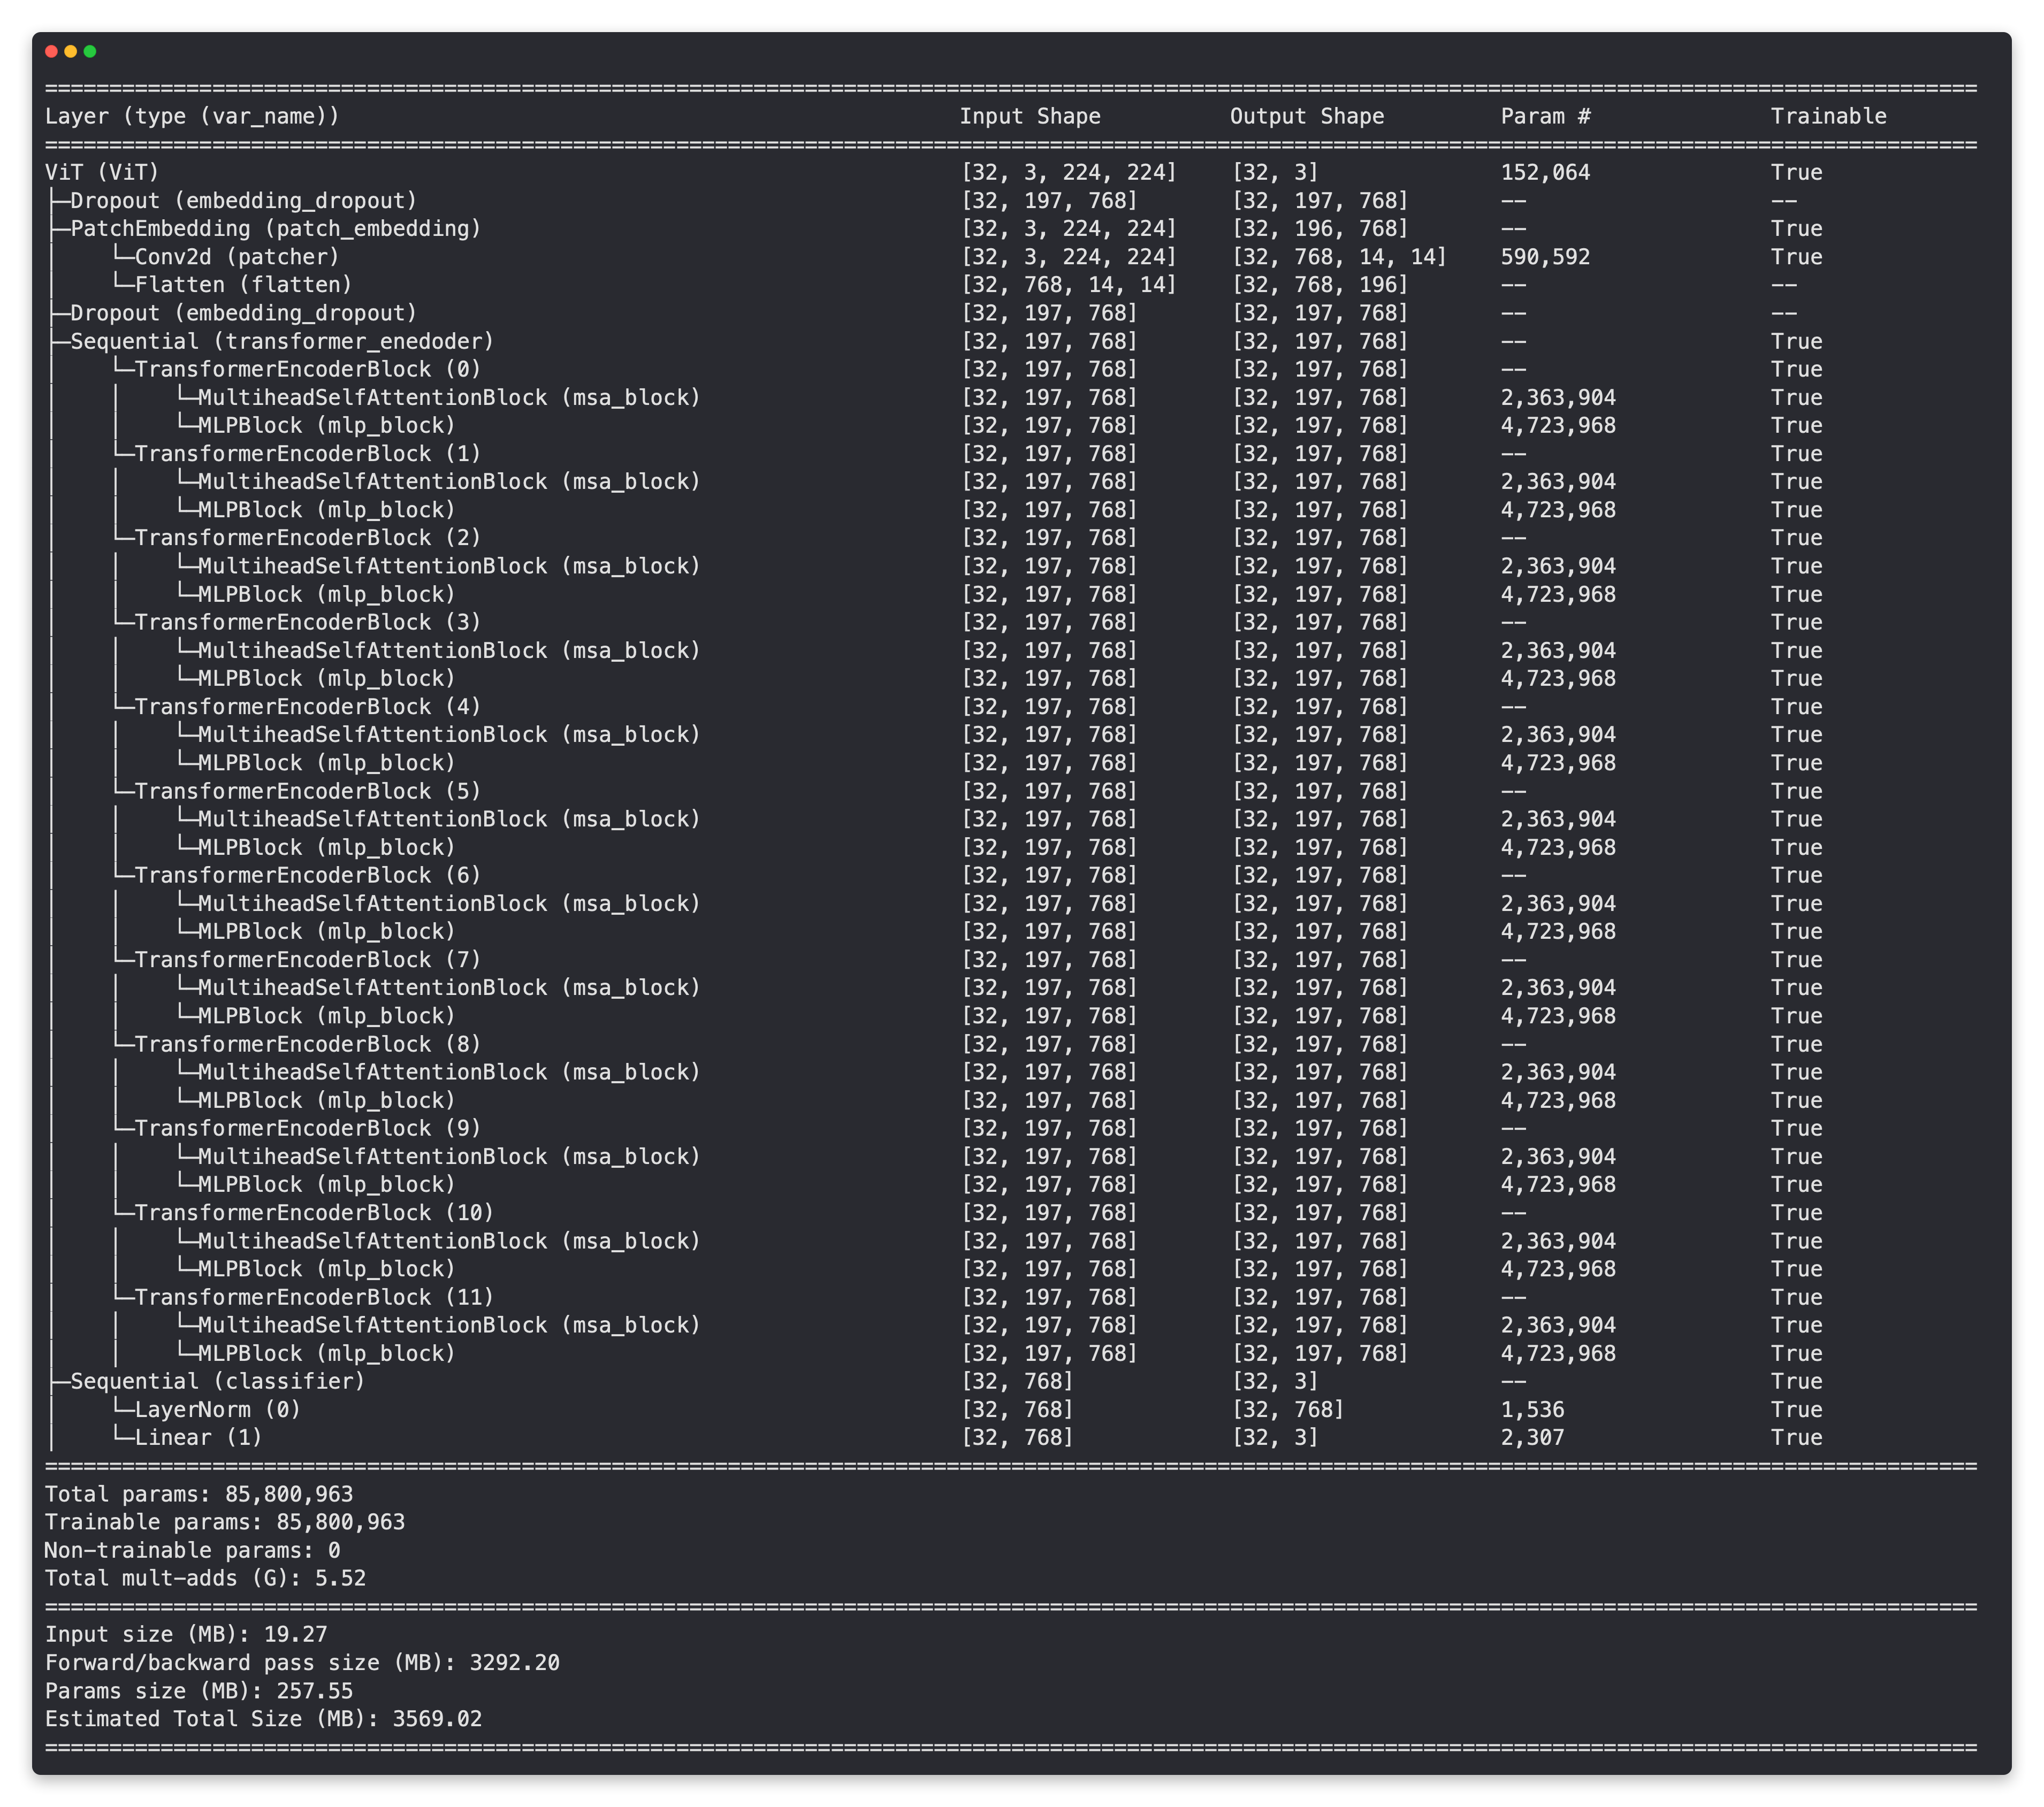 ==========================================================================================
Layer (type (var_name)) Input Shape Output Shape Param # Trainable
==========================================================================================
ViT (ViT) [32, 3, 224, 224] [32, 3] 152,064 True
├─Dropout (embedding_dropout) [32, 197, 768] [32, 197, 768] -- --
├─PatchEmbedding (patch_embedding) [32, 3, 224, 224] [32, 196, 768] -- True
│ └─Conv2d (patcher) [32, 3, 224, 224] [32, 768, 14, 14] 590,592 True
│ └─Flatten (flatten) [32, 768, 14, 14] [32, 768, 196] -- --
├─Dropout (embedding_dropout) [32, 197, 768] [32, 197, 768] -- --
├─Sequential (transformer_enedoder) [32, 197, 768] [32, 197, 768] -- True
│ └─TransformerEncoderBlock (0) [32, 197, 768] [32, 197, 768] -- True
│ │ └─MultiheadSelfAttentionBlock (msa_block) [32, 197, 768] [32, 197, 768] 2,363,904 True
│ │ └─MLPBlock (mlp_block) [32, 197, 768] [32, 197, 768] 4,723,968 True
│ └─TransformerEncoderBlock (1) [32, 197, 768] [32, 197, 768] -- True
│ │ └─MultiheadSelfAttentionBlock (msa_block) [32, 197, 768] [32, 197, 768] 2,363,904 True
│ │ └─MLPBlock (mlp_block) [32, 197, 768] [32, 197, 768] 4,723,968 True
│ └─TransformerEncoderBlock (2) [32, 197, 768] [32, 197, 768] -- True
│ │ └─MultiheadSelfAttentionBlock (msa_block) [32, 197, 768] [32, 197, 768] 2,363,904 True
│ │ └─MLPBlock (mlp_block) [32, 197, 768] [32, 197, 768] 4,723,968 True
│ └─TransformerEncoderBlock (3) [32, 197, 768] [32, 197, 768] -- True
│ │ └─MultiheadSelfAttentionBlock (msa_block) [32, 197, 768] [32, 197, 768] 2,363,904 True
│ │ └─MLPBlock (mlp_block) [32, 197, 768] [32, 197, 768] 4,723,968 True
│ └─TransformerEncoderBlock (4) [32, 197, 768] [32, 197, 768] -- True
│ │ └─MultiheadSelfAttentionBlock (msa_block) [32, 197, 768] [32, 197, 768] 2,363,904 True
│ │ └─MLPBlock (mlp_block) [32, 197, 768] [32, 197, 768] 4,723,968 True
│ └─TransformerEncoderBlock (5) [32, 197, 768] [32, 197, 768] -- True
│ │ └─MultiheadSelfAttentionBlock (msa_block) [32, 197, 768] [32, 197, 768] 2,363,904 True
│ │ └─MLPBlock (mlp_block) [32, 197, 768] [32, 197, 768] 4,723,968 True
│ └─TransformerEncoderBlock (6) [32, 197, 768] [32, 197, 768] -- True
│ │ └─MultiheadSelfAttentionBlock (msa_block) [32, 197, 768] [32, 197, 768] 2,363,904 True
│ │ └─MLPBlock (mlp_block) [32, 197, 768] [32, 197, 768] 4,723,968 True
│ └─TransformerEncoderBlock (7) [32, 197, 768] [32, 197, 768] -- True
│ │ └─MultiheadSelfAttentionBlock (msa_block) [32, 197, 768] [32, 197, 768] 2,363,904 True
│ │ └─MLPBlock (mlp_block) [32, 197, 768] [32, 197, 768] 4,723,968 True
│ └─TransformerEncoderBlock (8) [32, 197, 768] [32, 197, 768] -- True
│ │ └─MultiheadSelfAttentionBlock (msa_block) [32, 197, 768] [32, 197, 768] 2,363,904 True
│ │ └─MLPBlock (mlp_block) [32, 197, 768] [32, 197, 768] 4,723,968 True
│ └─TransformerEncoderBlock (9) [32, 197, 768] [32, 197, 768] -- True
│ │ └─MultiheadSelfAttentionBlock (msa_block) [32, 197, 768] [32, 197, 768] 2,363,904 True
│ │ └─MLPBlock (mlp_block) [32, 197, 768] [32, 197, 768] 4,723,968 True
│ └─TransformerEncoderBlock (10) [32, 197, 768] [32, 197, 768] -- True
│ │ └─MultiheadSelfAttentionBlock (msa_block) [32, 197, 768] [32, 197, 768] 2,363,904 True
│ │ └─MLPBlock (mlp_block) [32, 197, 768] [32, 197, 768] 4,723,968 True
│ └─TransformerEncoderBlock (11) [32, 197, 768] [32, 197, 768] -- True
│ │ └─MultiheadSelfAttentionBlock (msa_block) [32, 197, 768] [32, 197, 768] 2,363,904 True
│ │ └─MLPBlock (mlp_block) [32, 197, 768] [32, 197, 768] 4,723,968 True
├─Sequential (classifier) [32, 768] [32, 3] -- True
│ └─LayerNorm (0) [32, 768] [32, 768] 1,536 True
│ └─Linear (1) [32, 768] [32, 3] 2,307 True
==========================================================================================
Total params: 85,800,963
Trainable params: 85,800,963
Non-trainable params: 0
Total mult-adds (G): 5.52
==========================================================================================
Input size (MB): 19.27
Forward/backward pass size (MB): 3292.20
Params size (MB): 257.55
Estimated Total Size (MB): 3569.02
==========================================================================================